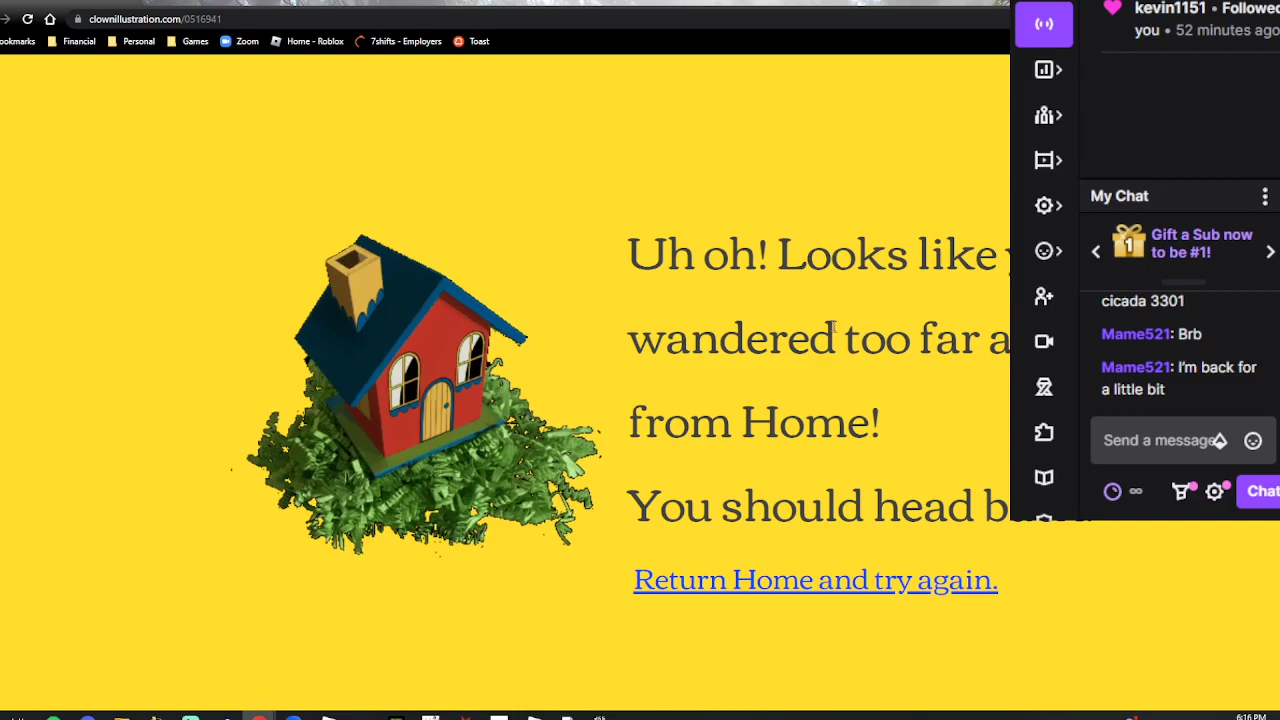 clownillustration.com/0516941
Financial
Personal
Games
Zoom
Home - Roblox
7shifts - Employers
Toast
Uh oh! Looks like
wandered too far
from Home!
You should head
Return Home and try again.
kevin1151 • Followed
you • 52 minutes ago
My Chat
1
Gift a Sub now
to be #1!
cicada 3301
Mame521: Brb
Mame521: I'm back for
a little bit
Send a message
Chat
6:16 PM